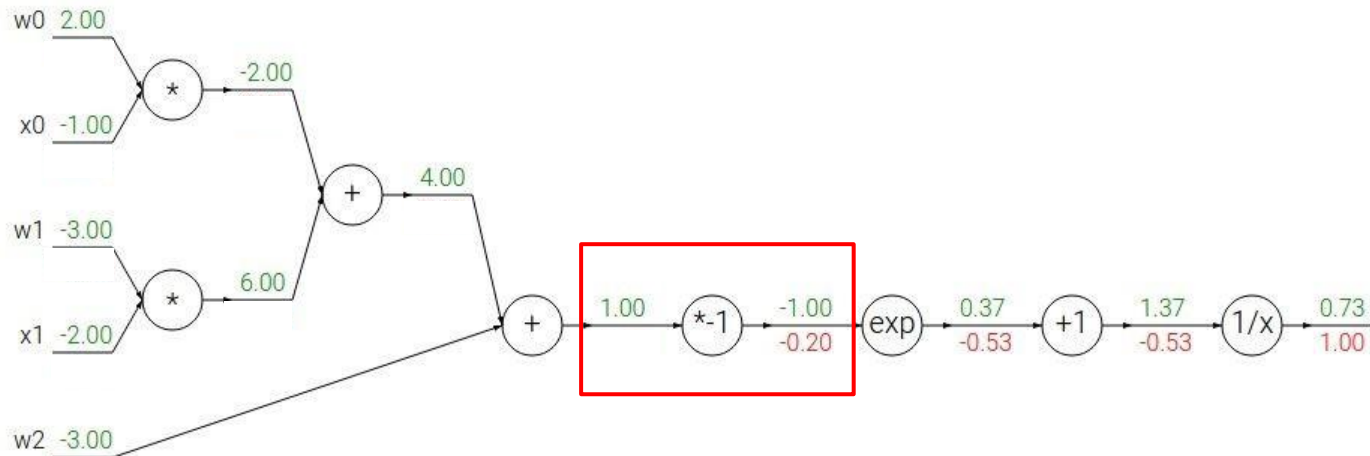 w0 2.00
* -2.00
x0 -1.00
+ 4.00
w1 -3.00
* 6.00
x1 -2.00
+ 1.00 *-1 -1.00 exp 0.37 +1 1.37 1/x 0.73
-0.20 -0.53 -0.53 1.00
w2 -3.00